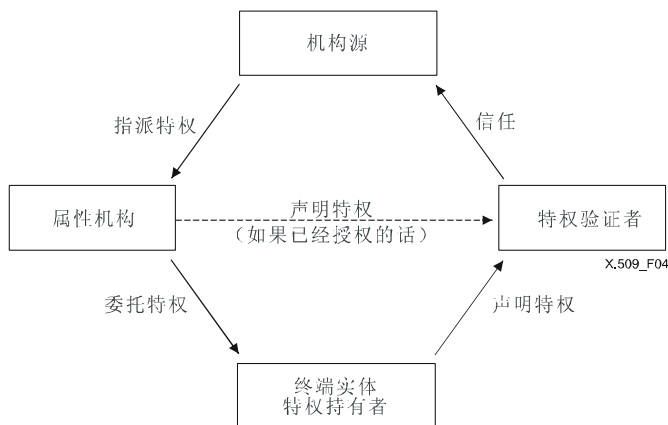 机构源
指派特权
信任
属性机构
声明特权
（如果已经授权的话）
特权验证者
X.509_F04
委托特权
声明特权
终端实体
特权持有者